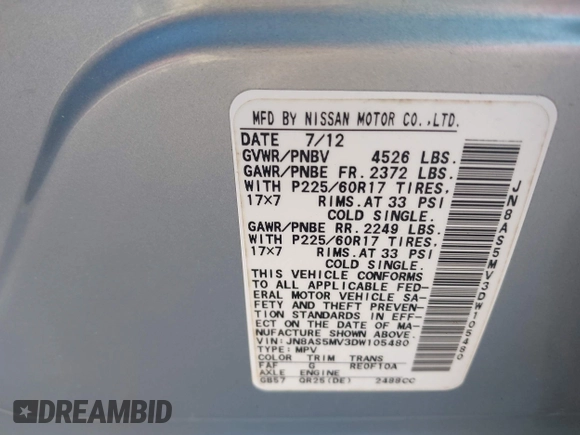 MFD BY NISSAN MOTOR CO.,LTD.
DATE 7/12
GVWR/PNBV 4526 LBS.
GAWR/PNBE FR. 2372 LBS.
WITH P225/60R17 TIRES,
17×7 RIMS.AT 33 PSI
COLD SINGLE.
GAWR/PNBE RR. 2249 LBS.
WITH P225/60R17 TIRES,
17×7 RIMS.AT 33 PSI
COLD SINGLE.
THIS VEHICLE CONFORMS
TO ALL APPLICABLE FED-
ERAL MOTOR VEHICLE SA-
FETY AND THEFT PREVEN-
TION STANDARDS IN EFF-
ECT ON THE DATE OF MA-
NUFACTURE SHOWN ABOVE.
VIN:JN8AS5MV3DW105480
TYPE:MPV
COLOR TRIM TRANS
FAF G RE0F10A
AXLE ENGINE
GB57 QR25(DE) 2488CC
JN8AS5MV3DW105480
DREAMBID